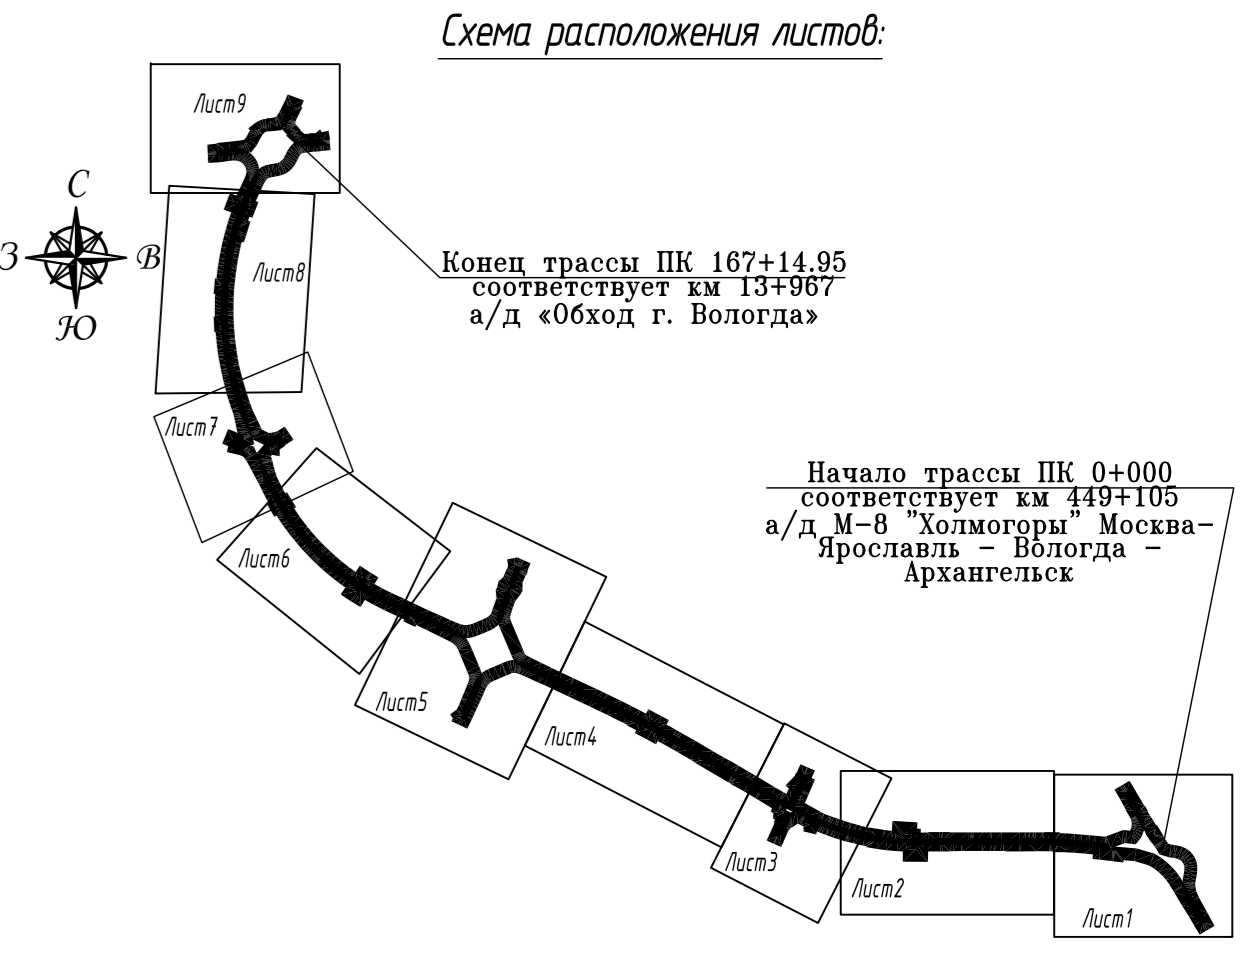 Схема расположения листов:
Лист9
С
З
В
Ю
Лист8
Конец трассы ПК 167+14.95
соответствует км 13+967
а/д «Обход г. Вологда»
Лист7
Начало трассы ПК 0+000
соответствует км 449+105
а/д М-8 "Холмогоры" Москва-
Ярославль - Вологда -
Архангельск
Лист6
Лист5
Лист4
Лист3
Лист2
Лист1